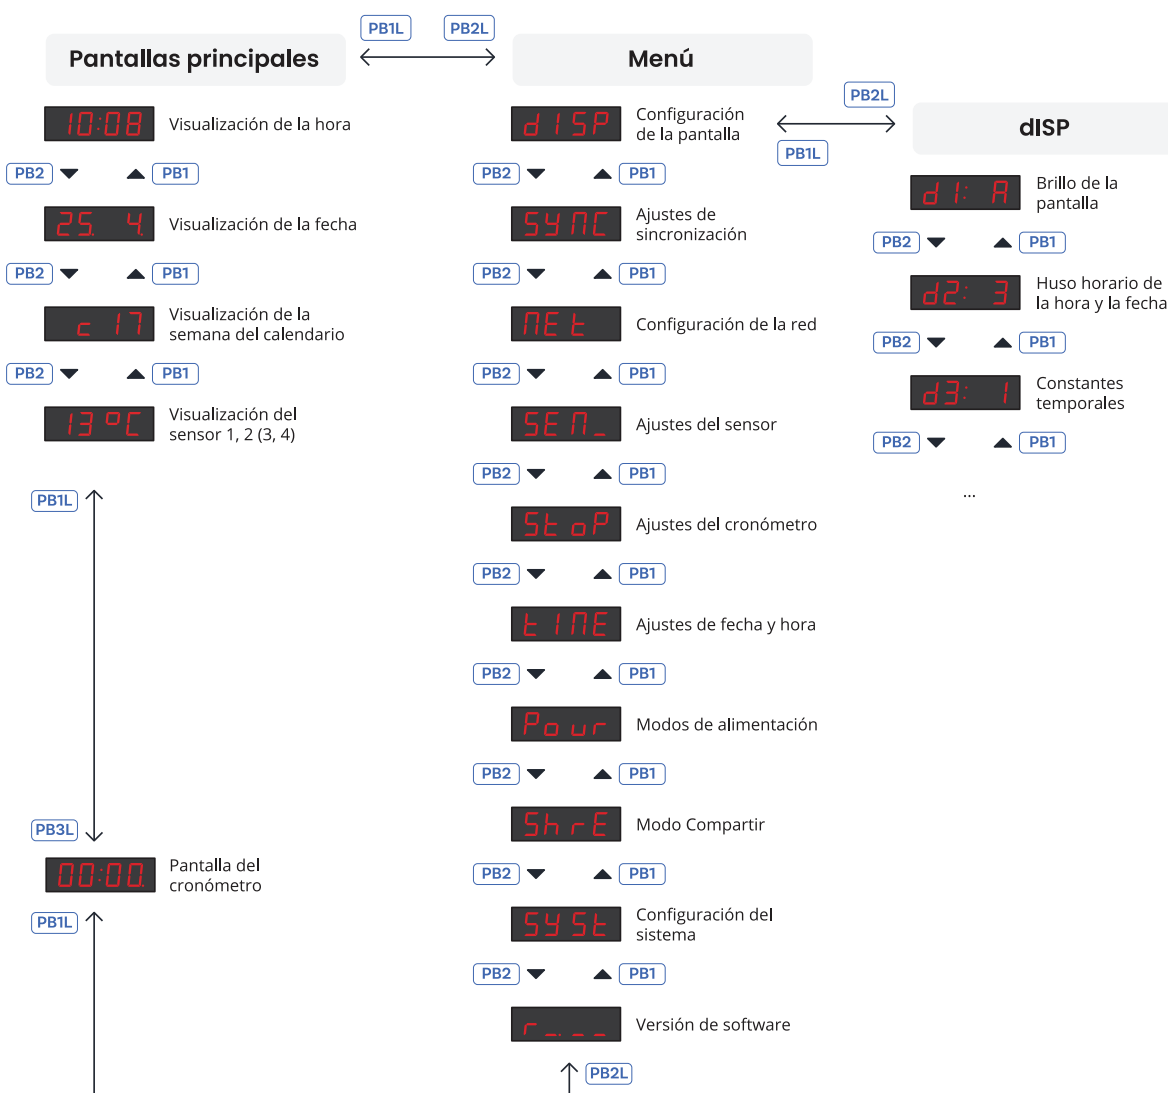 PB1L PB2L
Pantallas principales
10:08 Visualización de la hora
PB2 PB1
25. 4. Visualización de la fecha
PB2 PB1
c 17 Visualización de la
semana del calendario
PB2 PB1
13 °C Visualización del
sensor 1, 2 (3, 4)
PB1L
PB3L
00:00. Pantalla del
cronómetro
PB1L
Menú
dISP Configuración
de la pantalla
PB2 PB1
SYNC Ajustes de
sincronización
PB2 PB1
NEt Configuración de la red
PB2 PB1
SEN_ Ajustes del sensor
PB2 PB1
StoP Ajustes del cronómetro
PB2 PB1
tIME Ajustes de fecha y hora
PB2 PB1
Pour Modos de alimentación
PB2 PB1
ShrE Modo Compartir
PB2 PB1
SYSt Configuración del
sistema
PB2 PB1
r _._ _ Versión de software
PB2L
PB2L
PB1L
dISP
d1: A Brillo de la
pantalla
PB2 PB1
d2: 3 Huso horario de
la hora y la fecha
PB2 PB1
d3: 1 Constantes
temporales
PB2 PB1
...